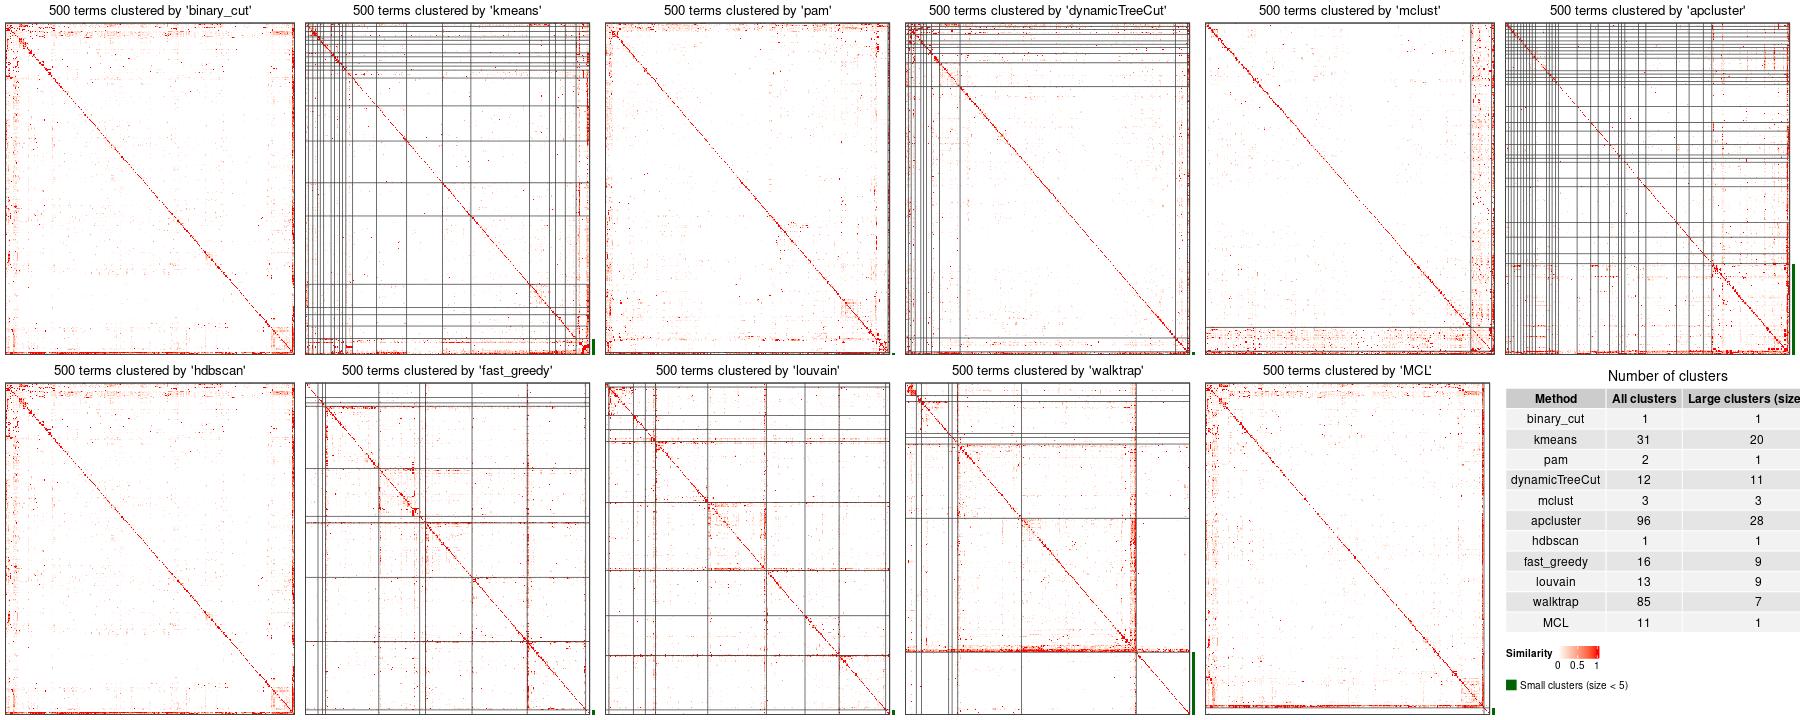 500 terms clustered by 'binary_cut'
500 terms clustered by 'kmeans'
500 terms clustered by 'pam'
500 terms clustered by 'dynamicTreeCut'
500 terms clustered by 'mclust'
500 terms clustered by 'apcluster'
500 terms clustered by 'hdbscan'
500 terms clustered by 'fast_greedy'
500 terms clustered by 'louvain'
500 terms clustered by 'walktrap'
500 terms clustered by 'MCL'
Number of clusters
Method All clusters Large clusters (size
binary_cut 1 1
kmeans 31 20
pam 2 1
dynamicTreeCut 12 11
mclust 3 3
apcluster 96 28
hdbscan 1 1
fast_greedy 16 9
louvain 13 9
walktrap 85 7
MCL 11 1
Similarity
0 0.5 1
Small clusters (size < 5)